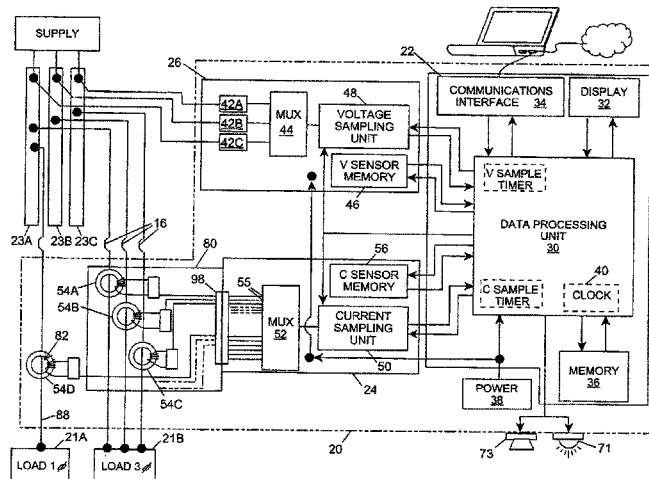 SUPPLY
26
22
48
COMMUNICATIONS
INTERFACE 34
DISPLAY
32
42A
42B
42C
MUX
44
VOLTAGE
SAMPLING
UNIT
V SENSOR
MEMORY
46
V SAMPLE
TIMER
DATA PROCESSING
UNIT
30
23A
23B
23C
16
80
98
55
56
C SENSOR
MEMORY
C SAMPLE
TIMER
40
CLOCK
54A
54B
54C
54D
82
MUX
52
CURRENT
SAMPLING
UNIT
50
24
MEMORY
36
POWER
38
88
21A
21B
20
73
71
LOAD 1 ϕ
LOAD 3 ϕ